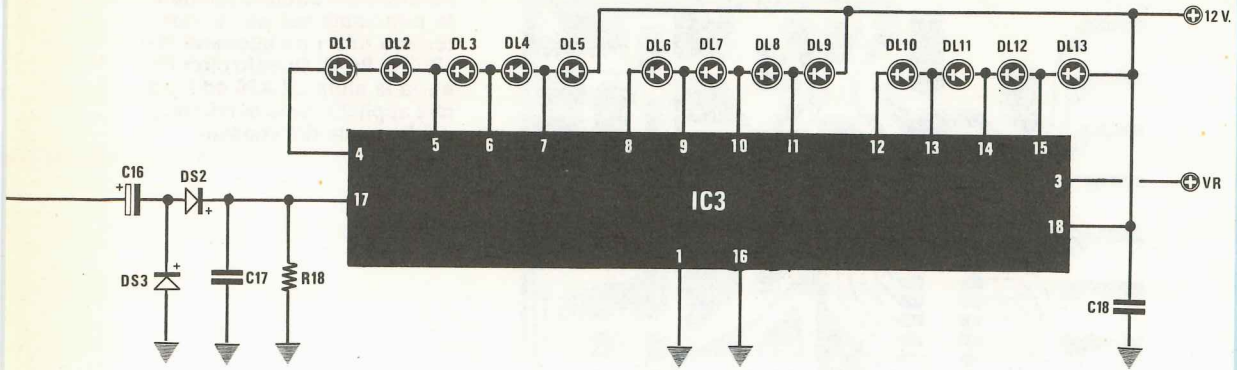 12 V.
DL1 DL2 DL3 DL4 DL5 DL6 DL7 DL8 DL9 DL10 DL11 DL12 DL13
4 5 6 7 8 9 10 11 12 13 14 15
C16 DS2
+ +
17 IC3 3 VR
18
1 16
DS3 + C17 R18 C18